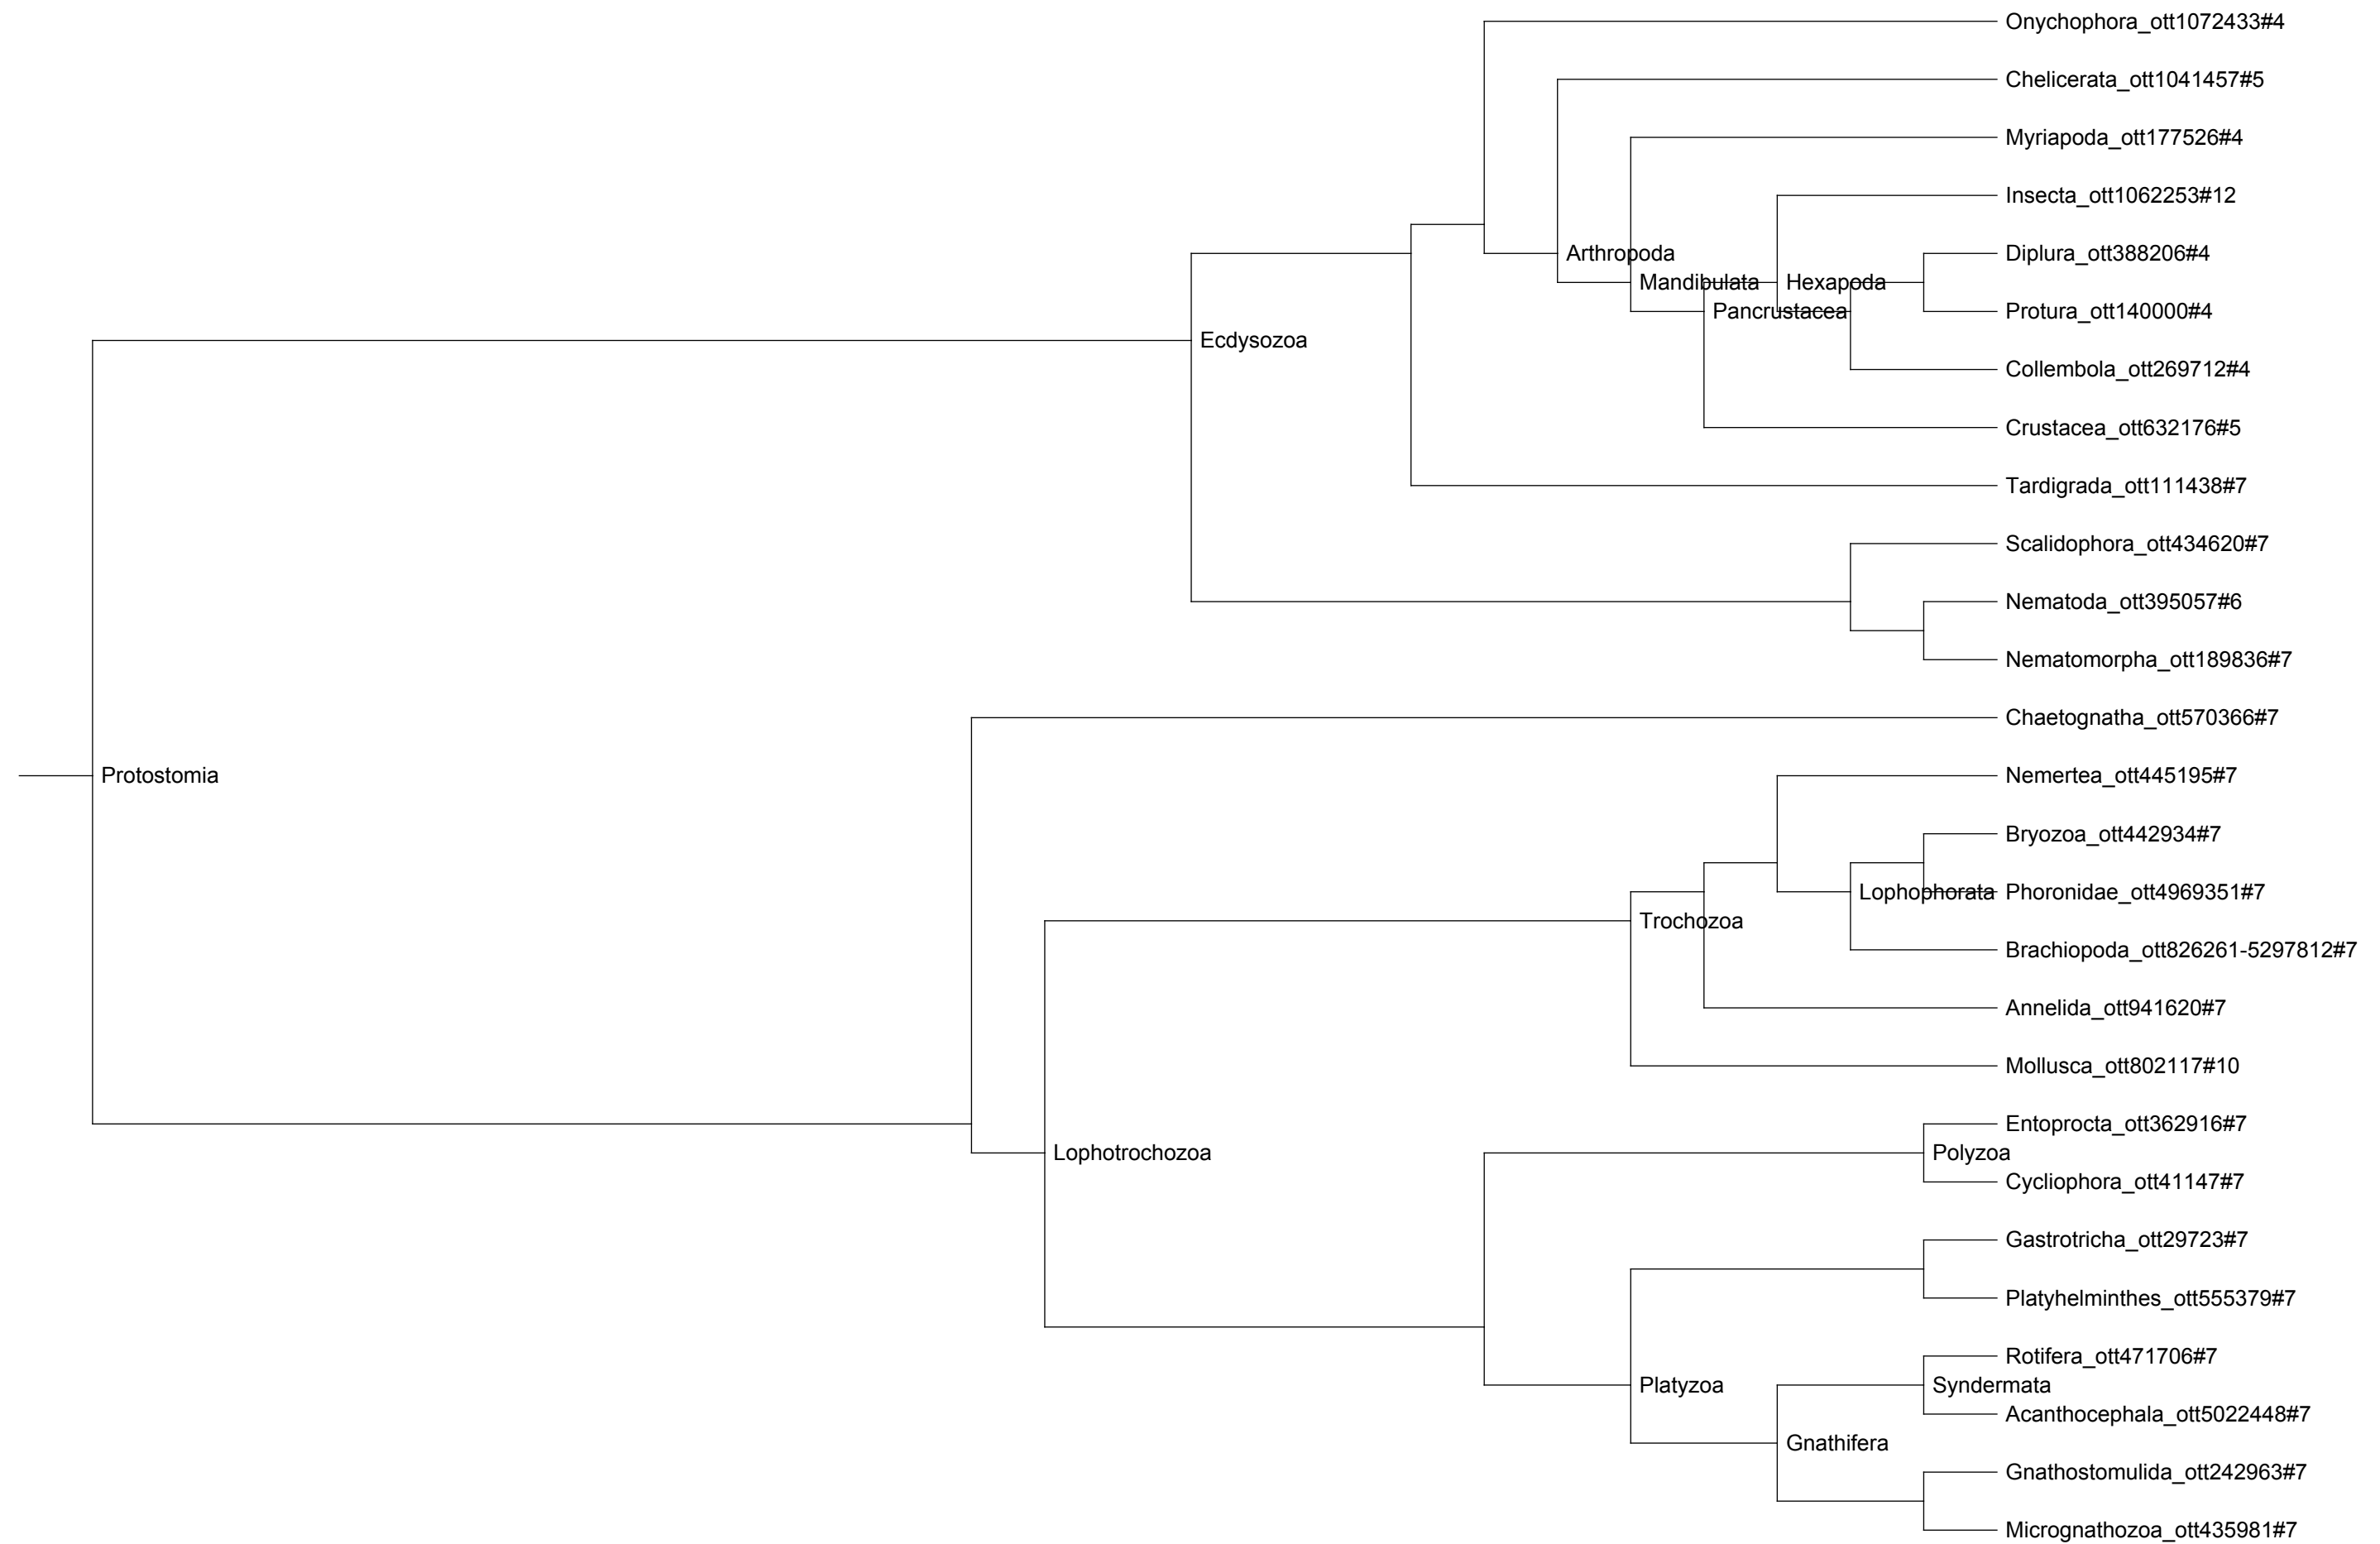 Onychophora_ott1072433#4
Chelicerata_ott1041457#5
Myriapoda_ott177526#4
Insecta_ott1062253#12
Arthropoda
Diplura_ott388206#4
Mandibulata
Hexapoda
Pancrustacea
Protura_ott140000#4
Ecdysozoa
Collembola_ott269712#4
Crustacea_ott632176#5
Tardigrada_ott111438#7
Scalidophora_ott434620#7
Nematoda_ott395057#6
Nematomorpha_ott189836#7
Chaetognatha_ott570366#7
Protostomia
Nemertea_ott445195#7
Bryozoa_ott442934#7
Lophophorata
Phoronidae_ott4969351#7
Trochozoa
Brachiopoda_ott826261-5297812#7
Annelida_ott941620#7
Mollusca_ott802117#10
Entoprocta_ott362916#7
Lophotrochozoa
Polyzoa
Cycliophora_ott41147#7
Gastrotricha_ott29723#7
Platyhelminthes_ott555379#7
Rotifera_ott471706#7
Platyzoa
Syndermata
Acanthocephala_ott5022448#7
Gnathifera
Gnathostomulida_ott242963#7
Micrognathozoa_ott435981#7